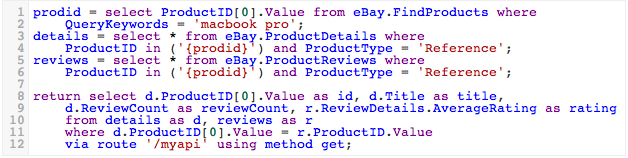 1 prodid = select ProductID[0].Value from eBay.FindProducts where
2     QueryKeywords = 'macbook pro';
3 details = select * from eBay.ProductDetails where
4     ProductID in ('{prodid}') and ProductType = 'Reference';
5 reviews = select * from eBay.ProductReviews where
6     ProductID in ('{prodid}') and ProductType = 'Reference';
7
8 return select d.ProductID[0].Value as id, d.Title as title,
9     d.ReviewCount as reviewCount, r.ReviewDetails.AverageRating as rating
10     from details as d, reviews as r
11     where d.ProductID[0].Value = r.ProductID.Value
12     via route '/myapi' using method get;